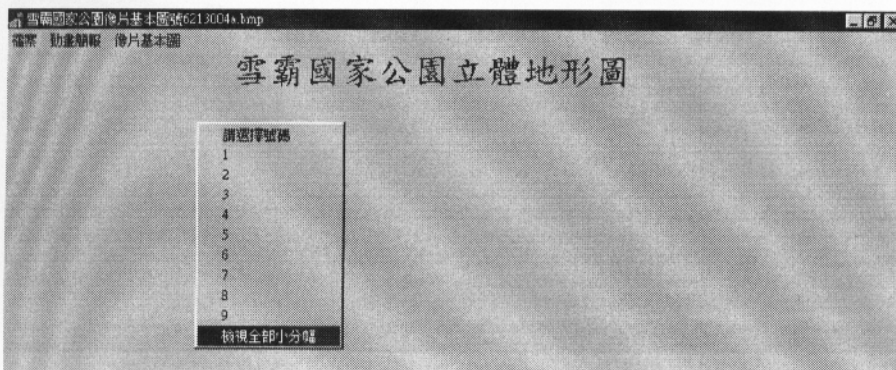 雪霸國家公園像片基本圖號6213004s.bmp
檔案 動畫簡報 像片基本圖
雪霸國家公園立體地形圖
請選擇號碼
1
2
3
4
5
6
7
8
9
檢視全部小分幅